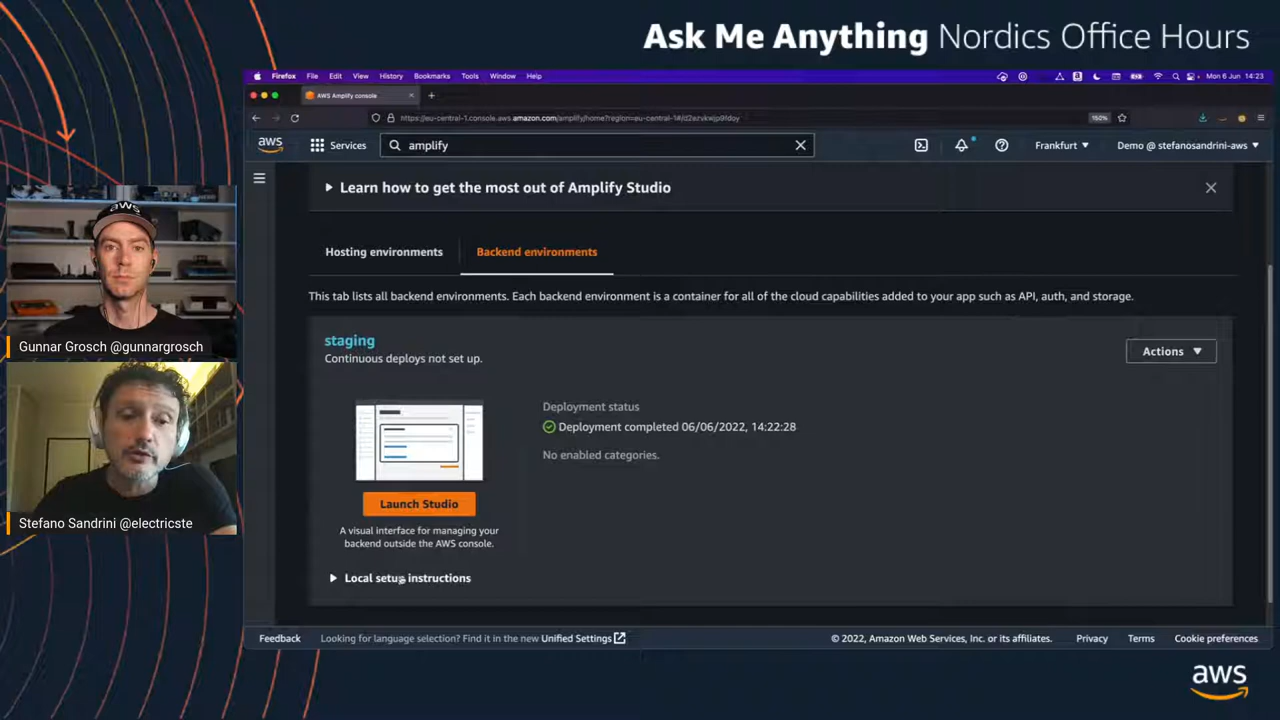 Ask Me Anything Nordics Office Hours
Firefox File Edit View History Bookmarks Tools Window Help Mon 6 Jun 14:23
AWS Amplify console
150%
aws Services amplify Frankfurt Demo @ stefanosandrini-aws
Learn how to get the most out of Amplify Studio
Hosting environments Backend environments
This tab lists all backend environments. Each backend environment is a container for all of the cloud capabilities added to your app such as API, auth, and storage.
staging
Continuous deploys not set up.
Actions
Deployment status
Deployment completed 06/06/2022, 14:22:28
No enabled categories.
Launch Studio
A visual interface for managing your
backend outside the AWS console.
Local setup instructions
Feedback Looking for language selection? Find it in the new Unified Settings © 2022, Amazon Web Services, Inc. or its affiliates. Privacy Terms Cookie preferences
aws
Gunnar Grosch @gunnargrosch
Stefano Sandrini @electricste
aws